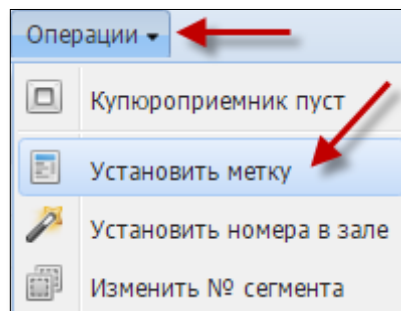 Операции
Купюроприемник пуст
Установить метку
Установить номера в зале
Изменить № сегмента